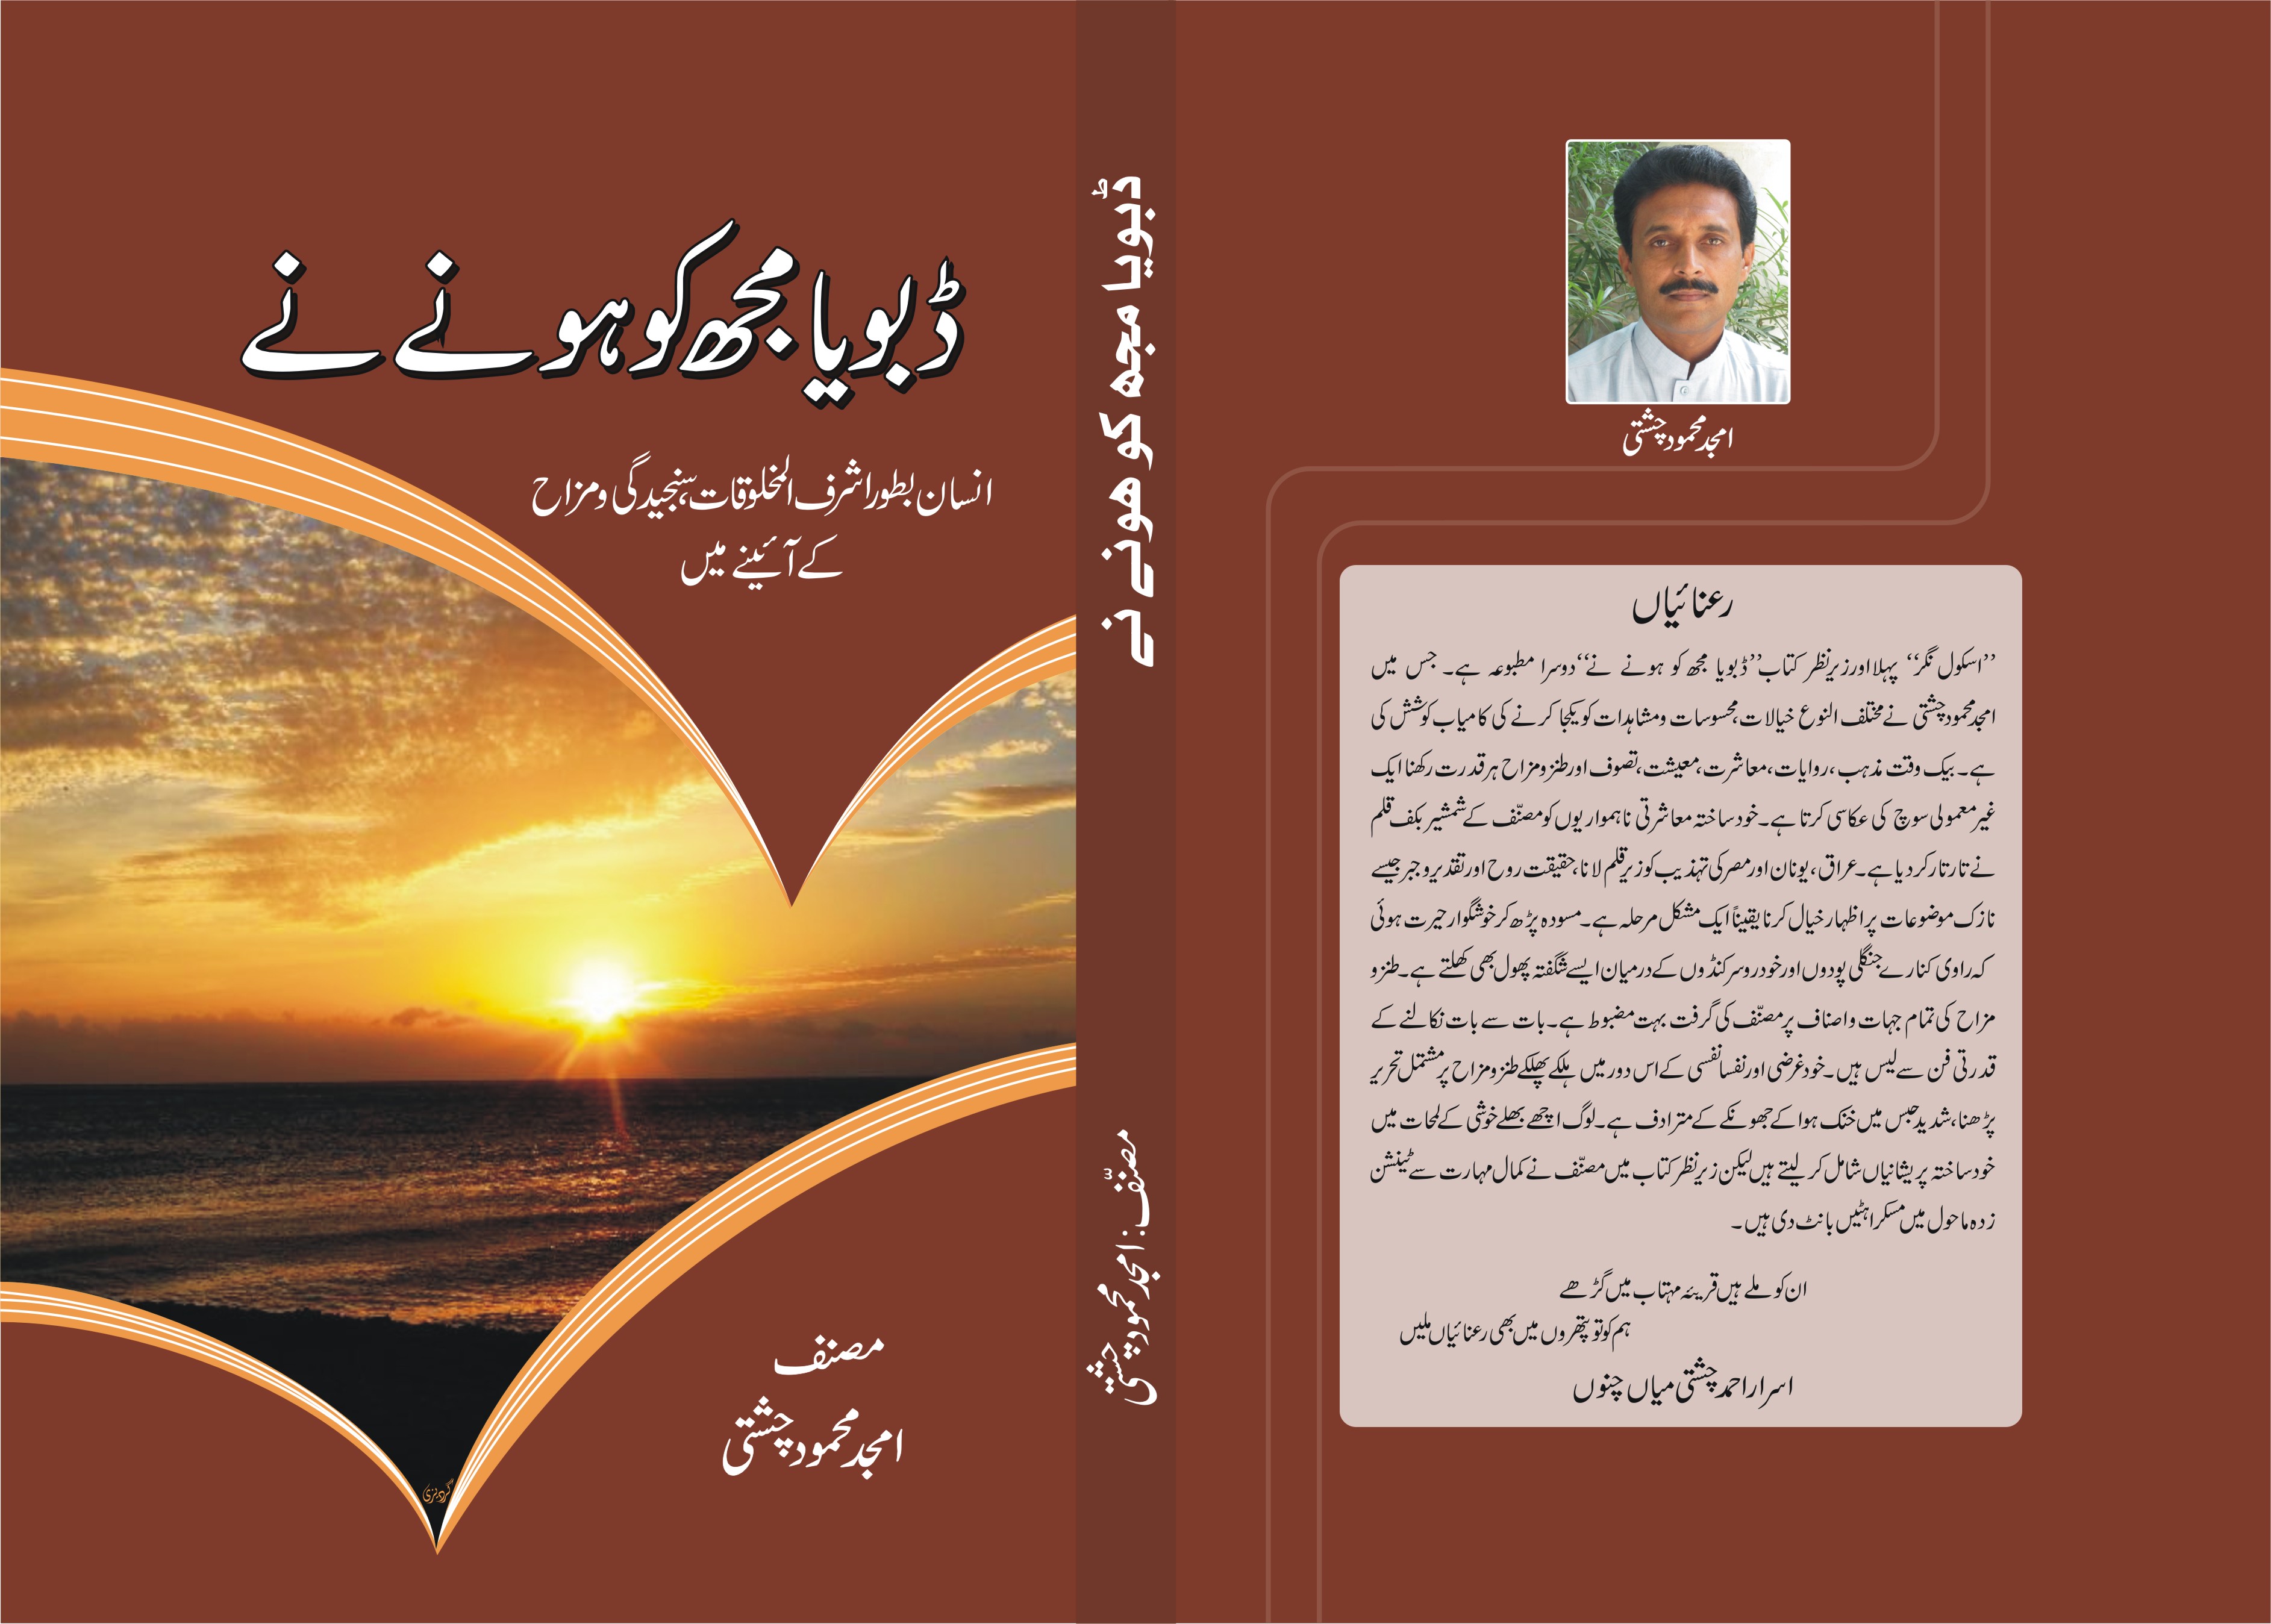 ڈبویا مجھ کو ہونے نے
انسان بطور اشرف المخلوقات، سنجیدگی و مزاح
کے آئینے میں
مصنف
امجد محمود چشتی
گردیزی
ڈبویا مجھ کو ھونے نے
مصنّف: امجد محمود چشتی
امجد محمود چشتی
رعنائیاں
’’اسکول نگر‘‘ پہلا اور زیرِنظر کتاب ’’ڈبویا مجھ کو ہونے نے‘‘ دوسرا مطبوعہ ہے۔ جس میں
امجد محمود چشتی نے مختلف النوع خیالات، محسوسات و مشاہدات کو یکجا کرنے کی کامیاب کوشش کی
ہے۔ بیک وقت مذہب، روایات، معاشرت، معیشت، تصوف اور طنز و مزاح ہر قدرت رکھنا ایک
غیر معمولی سوچ کی عکاسی کرتا ہے۔ خود ساختہ معاشرتی ناہمواریوں کو مصنّف کے شمشیر بکف قلم
نے تار تار کر دیا ہے۔ عراق، یونان اور مصر کی تہذیب کو زیرِقلم لانا، حقیقت روح اور تقدیر و جبر جیسے
نازک موضوعات پر اظہار خیال کرنا یقیناً ایک مشکل مرحلہ ہے۔ مسودہ پڑھ کر خوشگوار حیرت ہوئی
کہ راوی کنارے جنگلی پودوں اور خودرو سرکنڈوں کے درمیان ایسے شگفتہ پھول بھی کھلتے ہے۔ طنز و
مزاح کی تمام جہات و اصناف پر مصنّف کی گرفت بہت مضبوط ہے۔ بات سے بات نکالنے کے
قدرتی فن سے لیس ہیں۔ خود غرضی اور نفسا نفسی کے اس دور میں ہلکے پھلکے طنز و مزاح پر مشتمل تحریر
پڑھنا، شدید حبس میں خنک ہوا کے جھونکے کے مترادف ہے۔ لوگ اچھے بھلے خوشی کے لمحات میں
خود ساختہ پریشانیاں شامل کر لیتے ہیں لیکن زیرِنظر کتاب میں مصنّف نے کمال مہارت سے ٹینشن
زدہ ماحول میں مسکراہٹیں بانٹ دی ہیں۔
ان کو ملے ہیں قریۂ مہتاب میں گڑھے
ہم کو تو پتھروں میں بھی رعنائیاں ملیں
اسرار احمد چشتی میاں چنوں